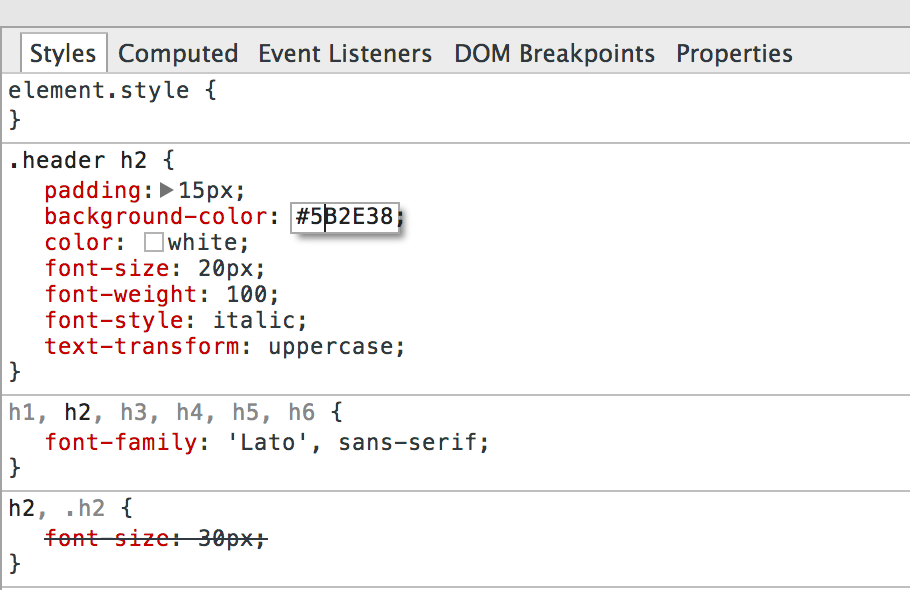 Styles Computed Event Listeners DOM Breakpoints Properties
element.style {
}
.header h2 {
padding: 15px;
background-color: #5B2E38;
color: white;
font-size: 20px;
font-weight: 100;
font-style: italic;
text-transform: uppercase;
}
h1, h2, h3, h4, h5, h6 {
font-family: 'Lato', sans-serif;
}
h2, .h2 {
font-size: 30px;
}